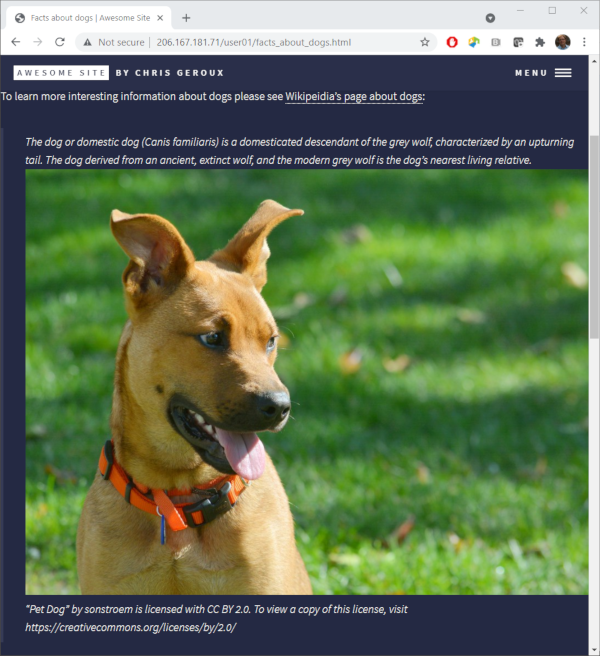 Facts about dogs | Awesome Site
Not secure | 206.167.181.71/user01/facts_about_dogs.html
AWESOME SITE BY CHRIS GEROUX MENU
To learn more interesting information about dogs please see Wikipeidia's page about dogs:
The dog or domestic dog (Canis familiaris) is a domesticated descendant of the grey wolf, characterized by an upturning
tail. The dog derived from an ancient, extinct wolf, and the modern grey wolf is the dog's nearest living relative.
"Pet Dog" by sonstroem is licensed with CC BY 2.0. To view a copy of this license, visit
https://creativecommons.org/licenses/by/2.0/